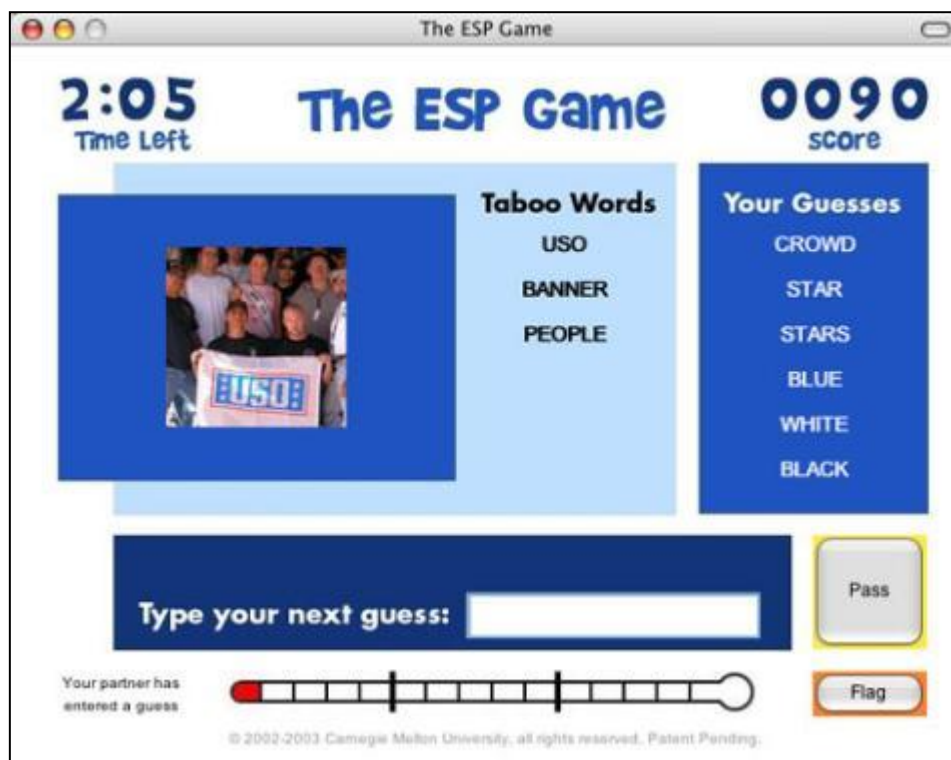 The ESP Game
2:05
Time Left
The ESP Game
0090
score
USO
Taboo Words
USO
BANNER
PEOPLE
Your Guesses
CROWD
STAR
STARS
BLUE
WHITE
BLACK
Type your next guess:
Pass
Your partner has
entered a guess
Flag
© 2002-2003 Carnegie Mellon University, all rights reserved. Patent Pending.